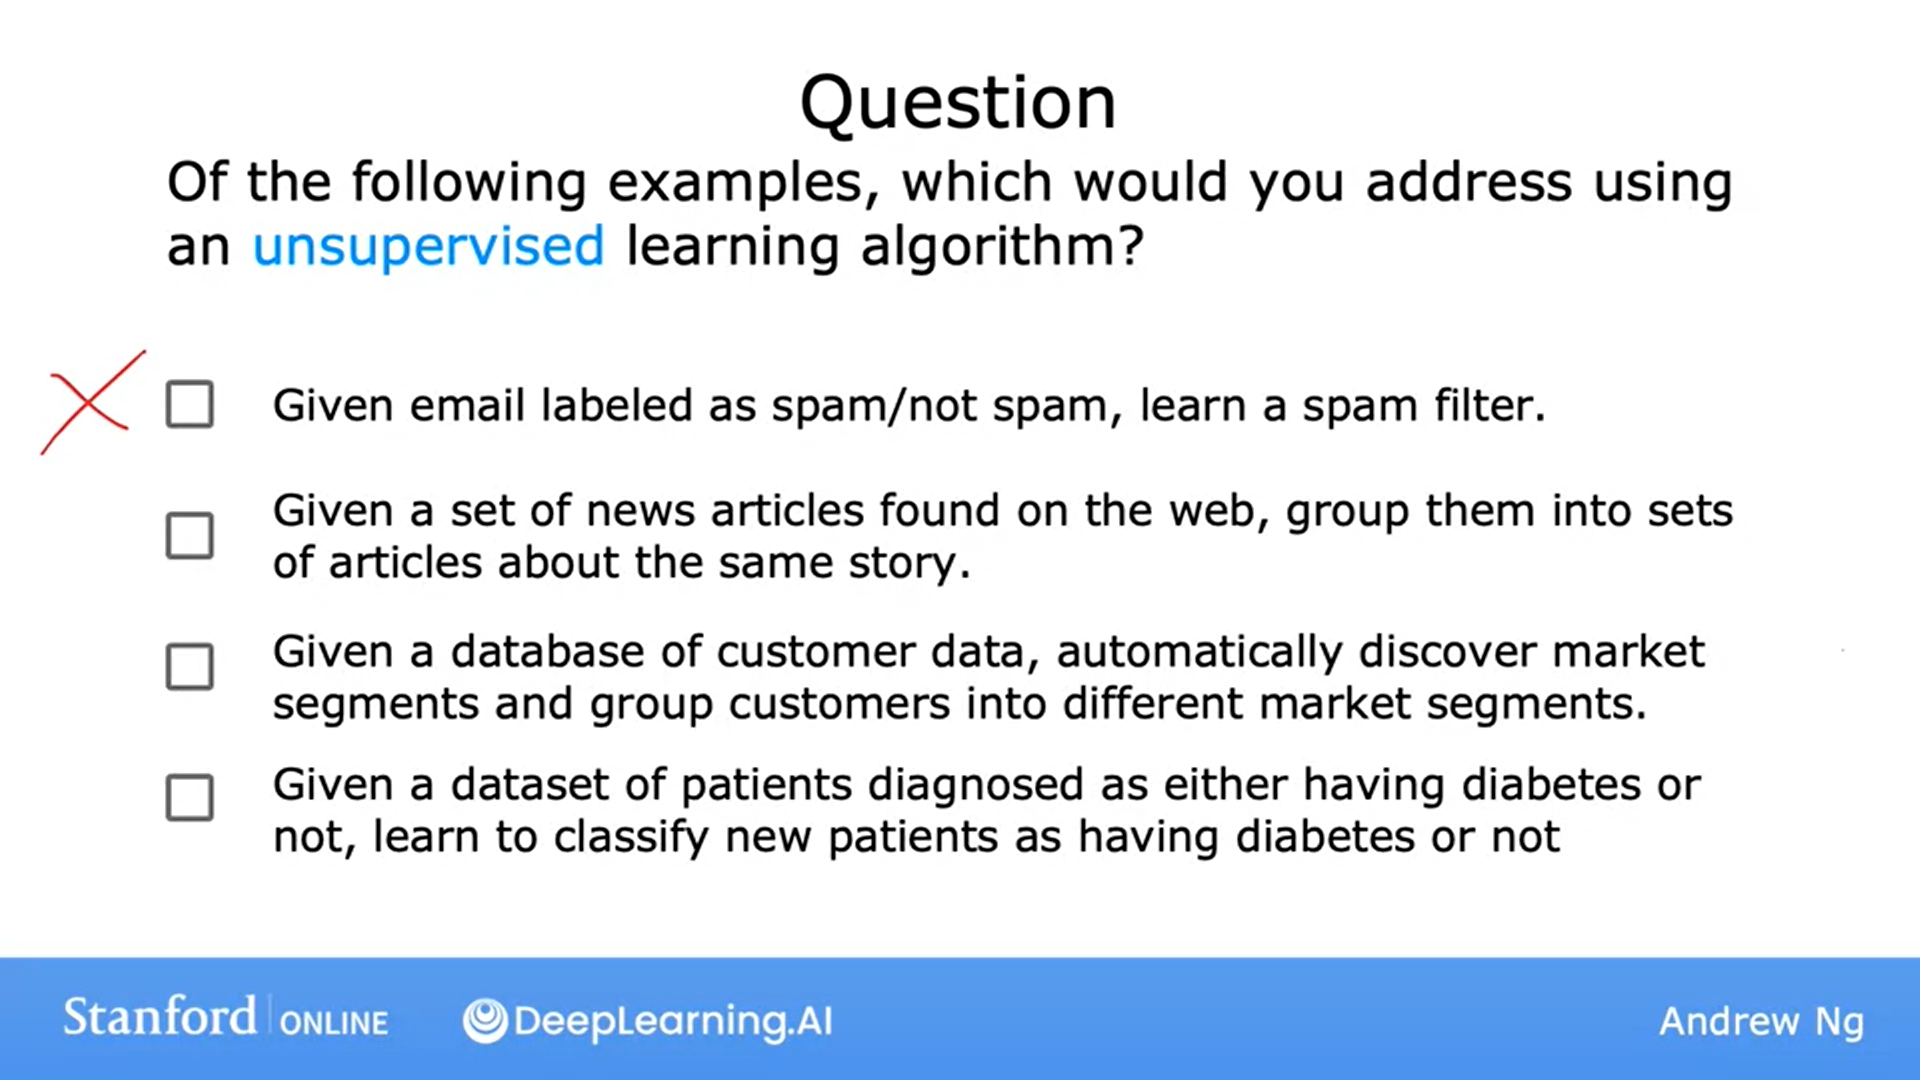 Question
Of the following examples, which would you address using
an unsupervised learning algorithm?
Given email labeled as spam/not spam, learn a spam filter.
Given a set of news articles found on the web, group them into sets
of articles about the same story.
Given a database of customer data, automatically discover market
segments and group customers into different market segments.
Given a dataset of patients diagnosed as either having diabetes or
not, learn to classify new patients as having diabetes or not
Stanford ONLINE DeepLearning.AI Andrew Ng